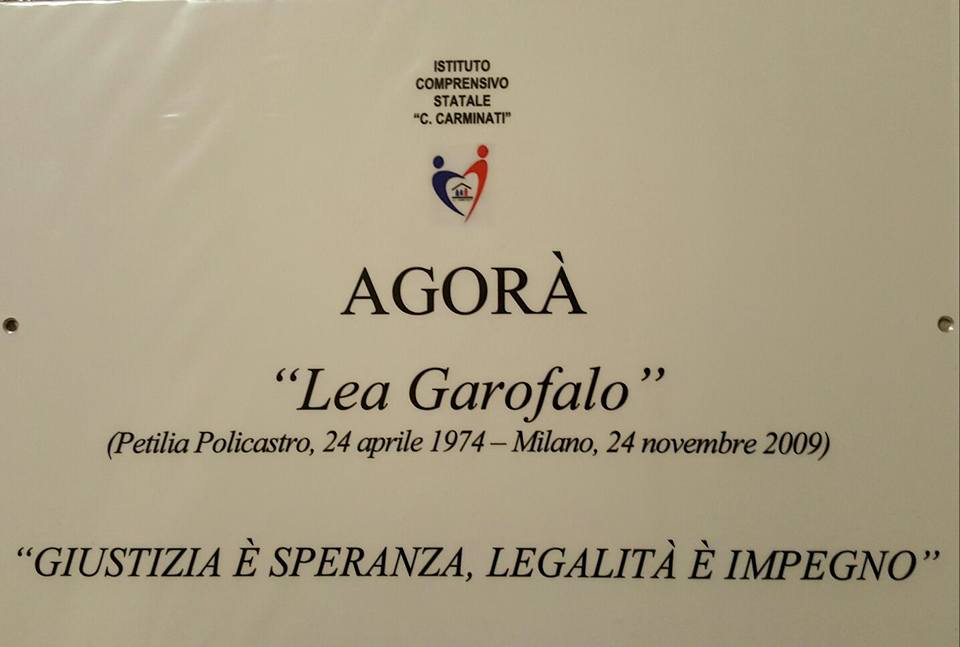 ISTITUTO
COMPRENSIVO
STATALE
“C. CARMINATI”
AGORÀ
“Lea Garofalo”
(Petilia Policastro, 24 aprile 1974 – Milano, 24 novembre 2009)
“GIUSTIZIA È SPERANZA, LEGALITÀ È IMPEGNO”